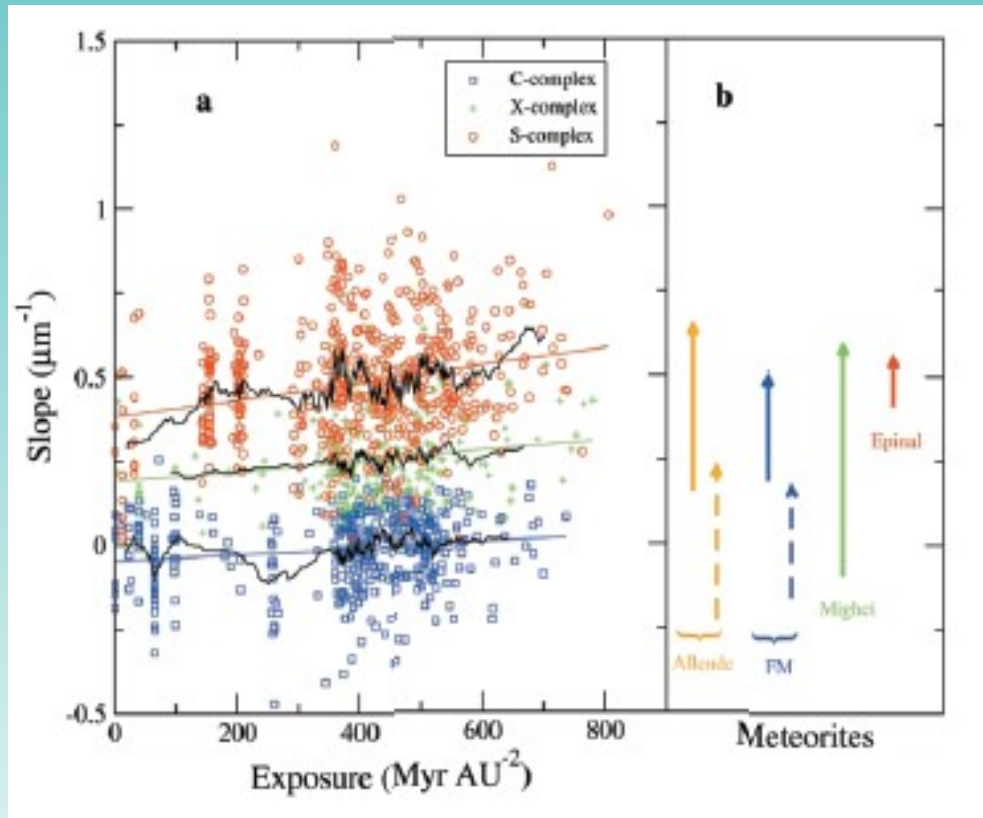 1.5
a
C-complex
X-complex
S-complex
b
1
Slope (μm⁻¹)
0.5
0
-0.5
Epinal
Mighei
Allende
FM
0 200 400 600 800
Meteorites
Exposure (Myr AU⁻²)